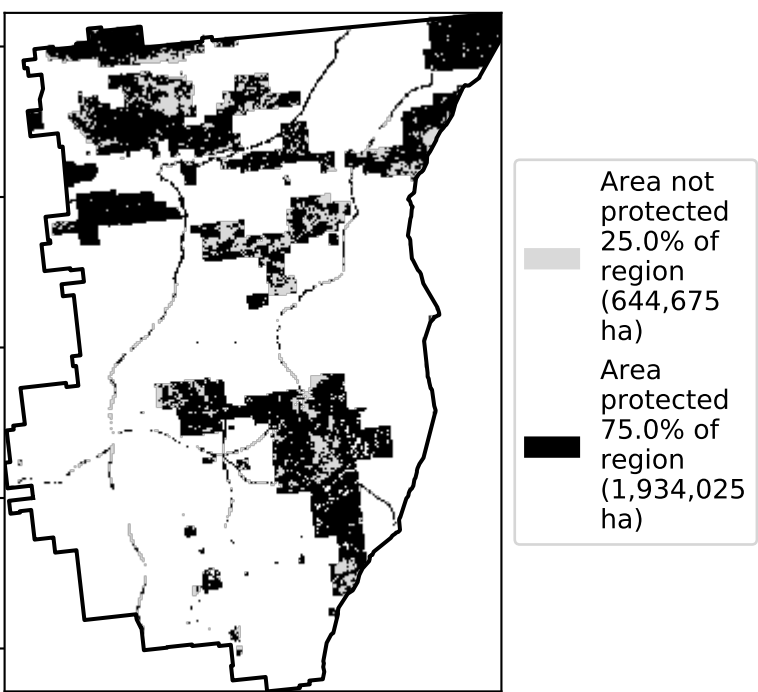 Area not
protected
25.0% of
region
(644,675
ha)
Area
protected
75.0% of
region
(1,934,025
ha)